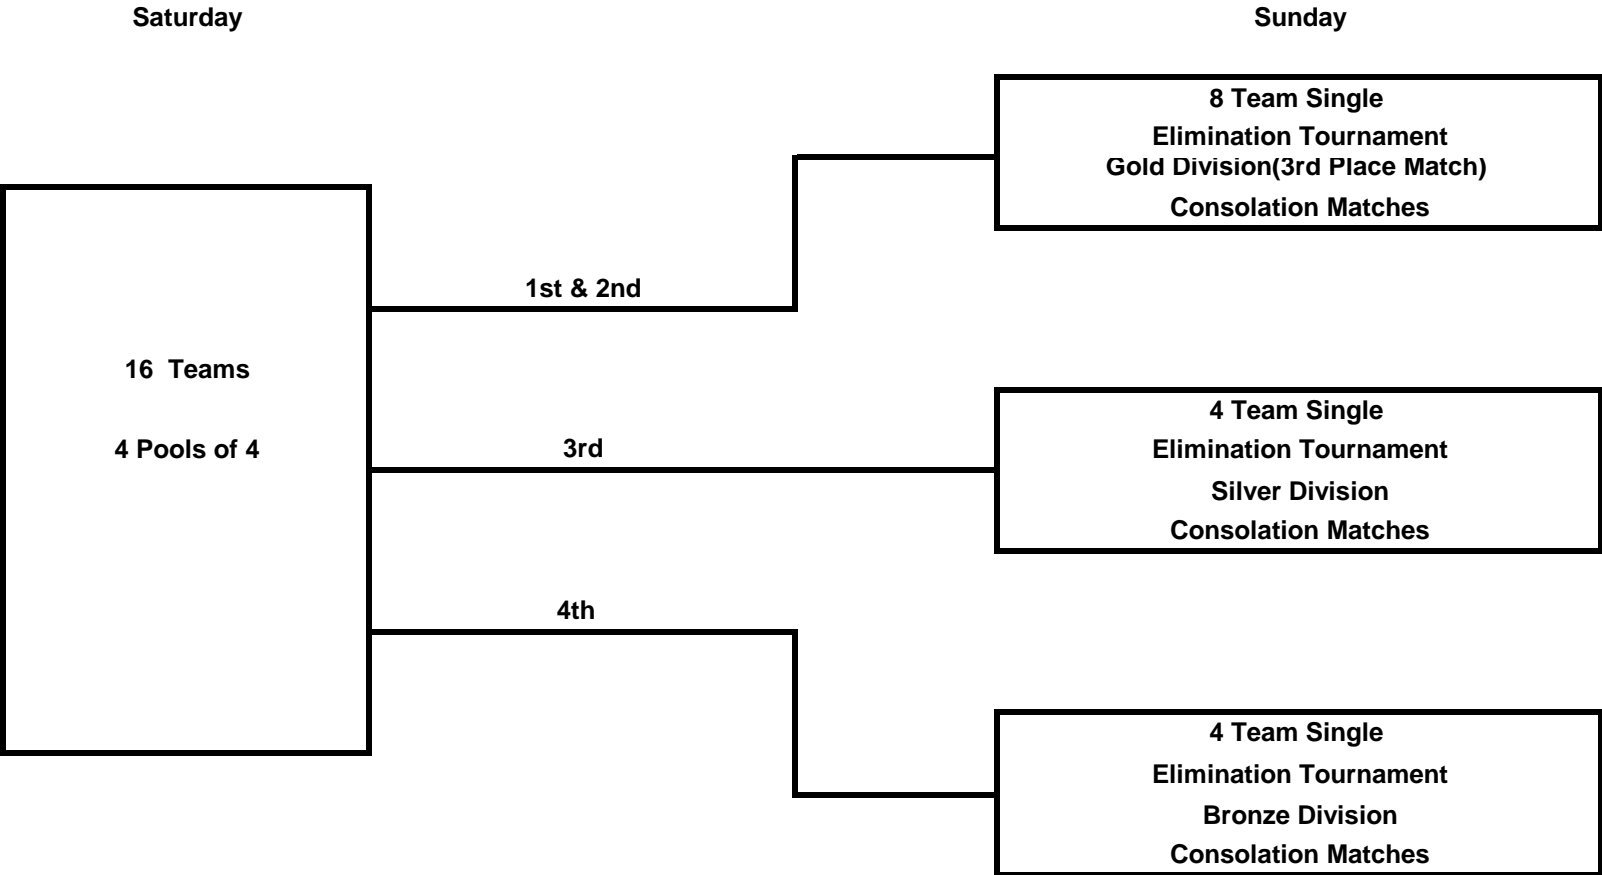 Saturday
Sunday
8 Team Single
Elimination Tournament
Gold Division(3rd Place Match)
Consolation Matches
1st & 2nd
16  Teams
4 Pools of 4
3rd
4 Team Single
Elimination Tournament
Silver Division
Consolation Matches
4th
4 Team Single
Elimination Tournament
Bronze Division
Consolation Matches